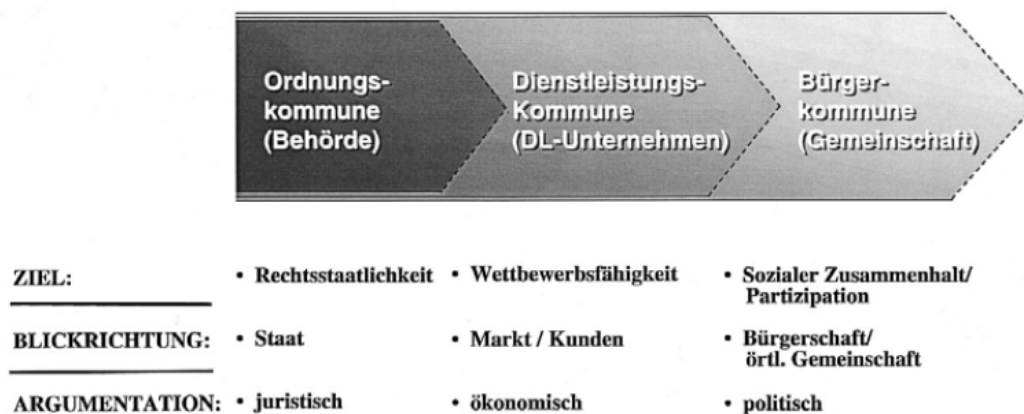 Ordnungs-
kommune
(Behörde)
Dienstleistungs-
Kommune
(DL-Unternehmen)
Bürger-
kommune
(Gemeinschaft)
ZIEL:
• Rechtsstaatlichkeit
• Wettbewerbsfähigkeit
• Sozialer Zusammenhalt/
Partizipation
BLICKRICHTUNG:
• Staat
• Markt / Kunden
• Bürgerschaft/
örtl. Gemeinschaft
ARGUMENTATION:
• juristisch
• ökonomisch
• politisch